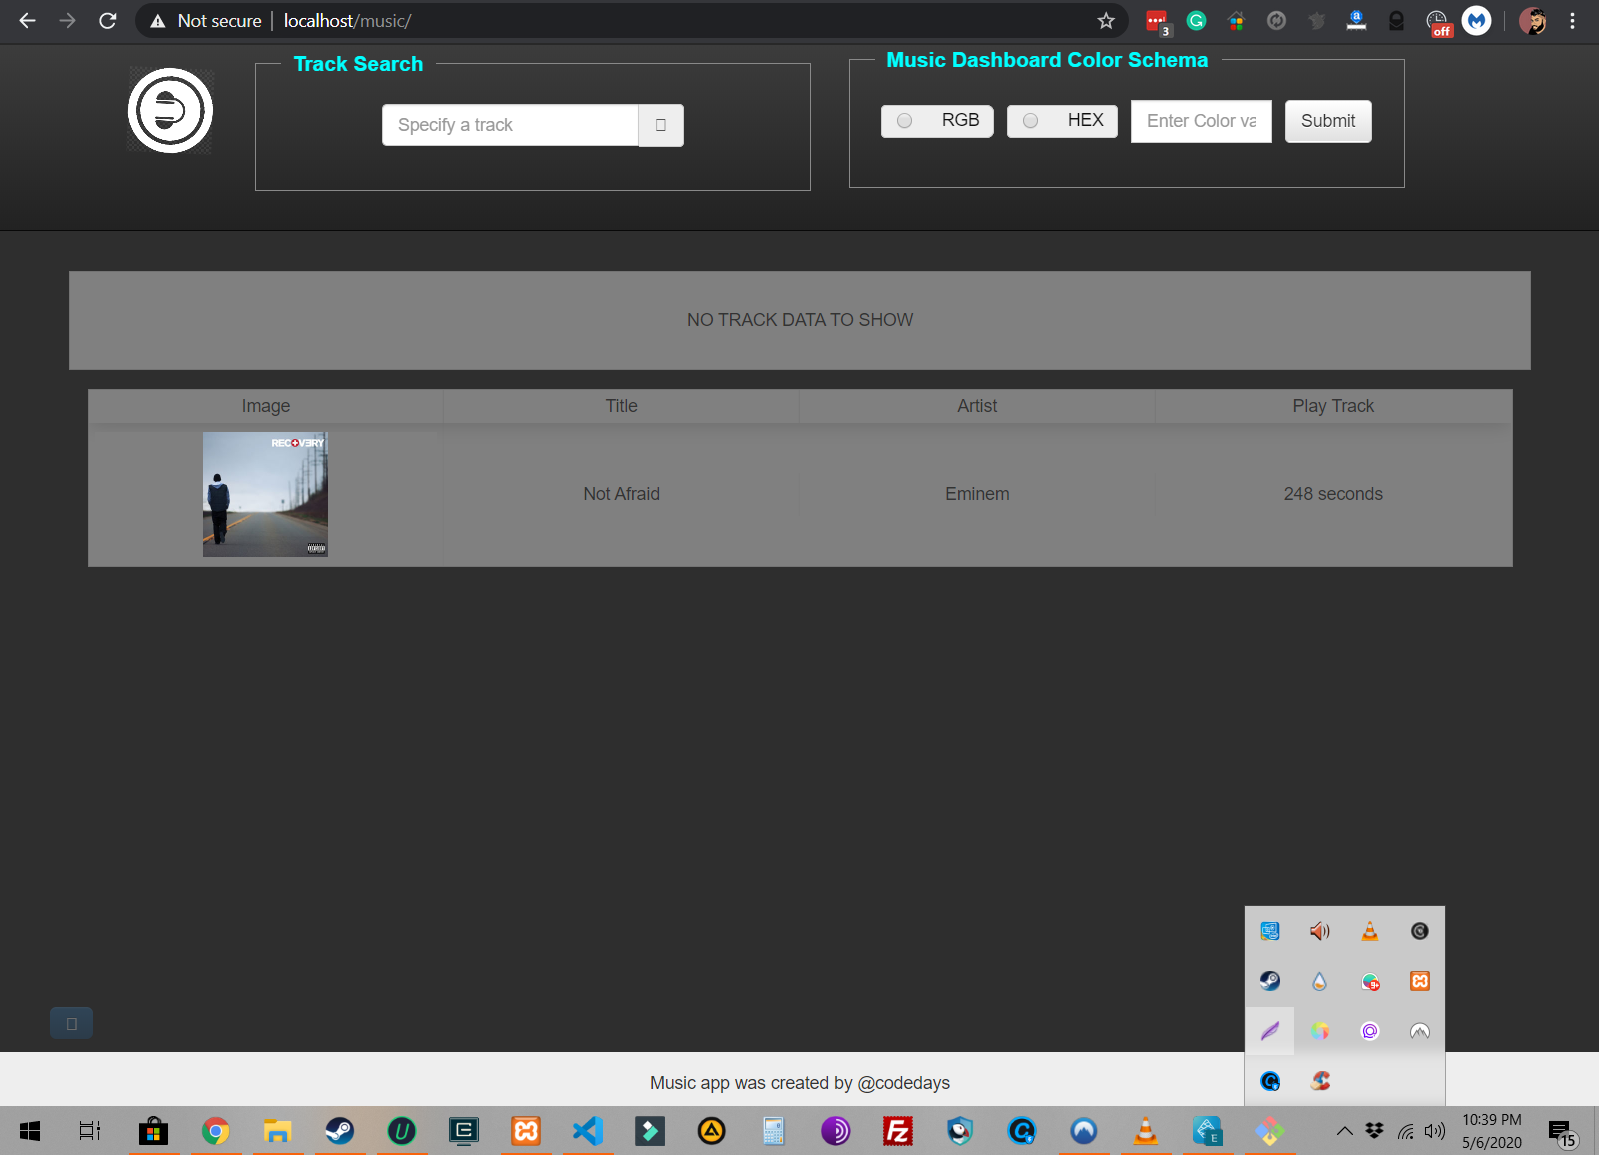 Not secure | localhost/music/
3
off
Track Search
Specify a track
Music Dashboard Color Schema
RGB
HEX
Enter Color va
Submit
NO TRACK DATA TO SHOW
Image Title Artist Play Track
RECOVERY
Not Afraid Eminem 248 seconds
Music app was created by @codedays
10:39 PM
5/6/2020
15